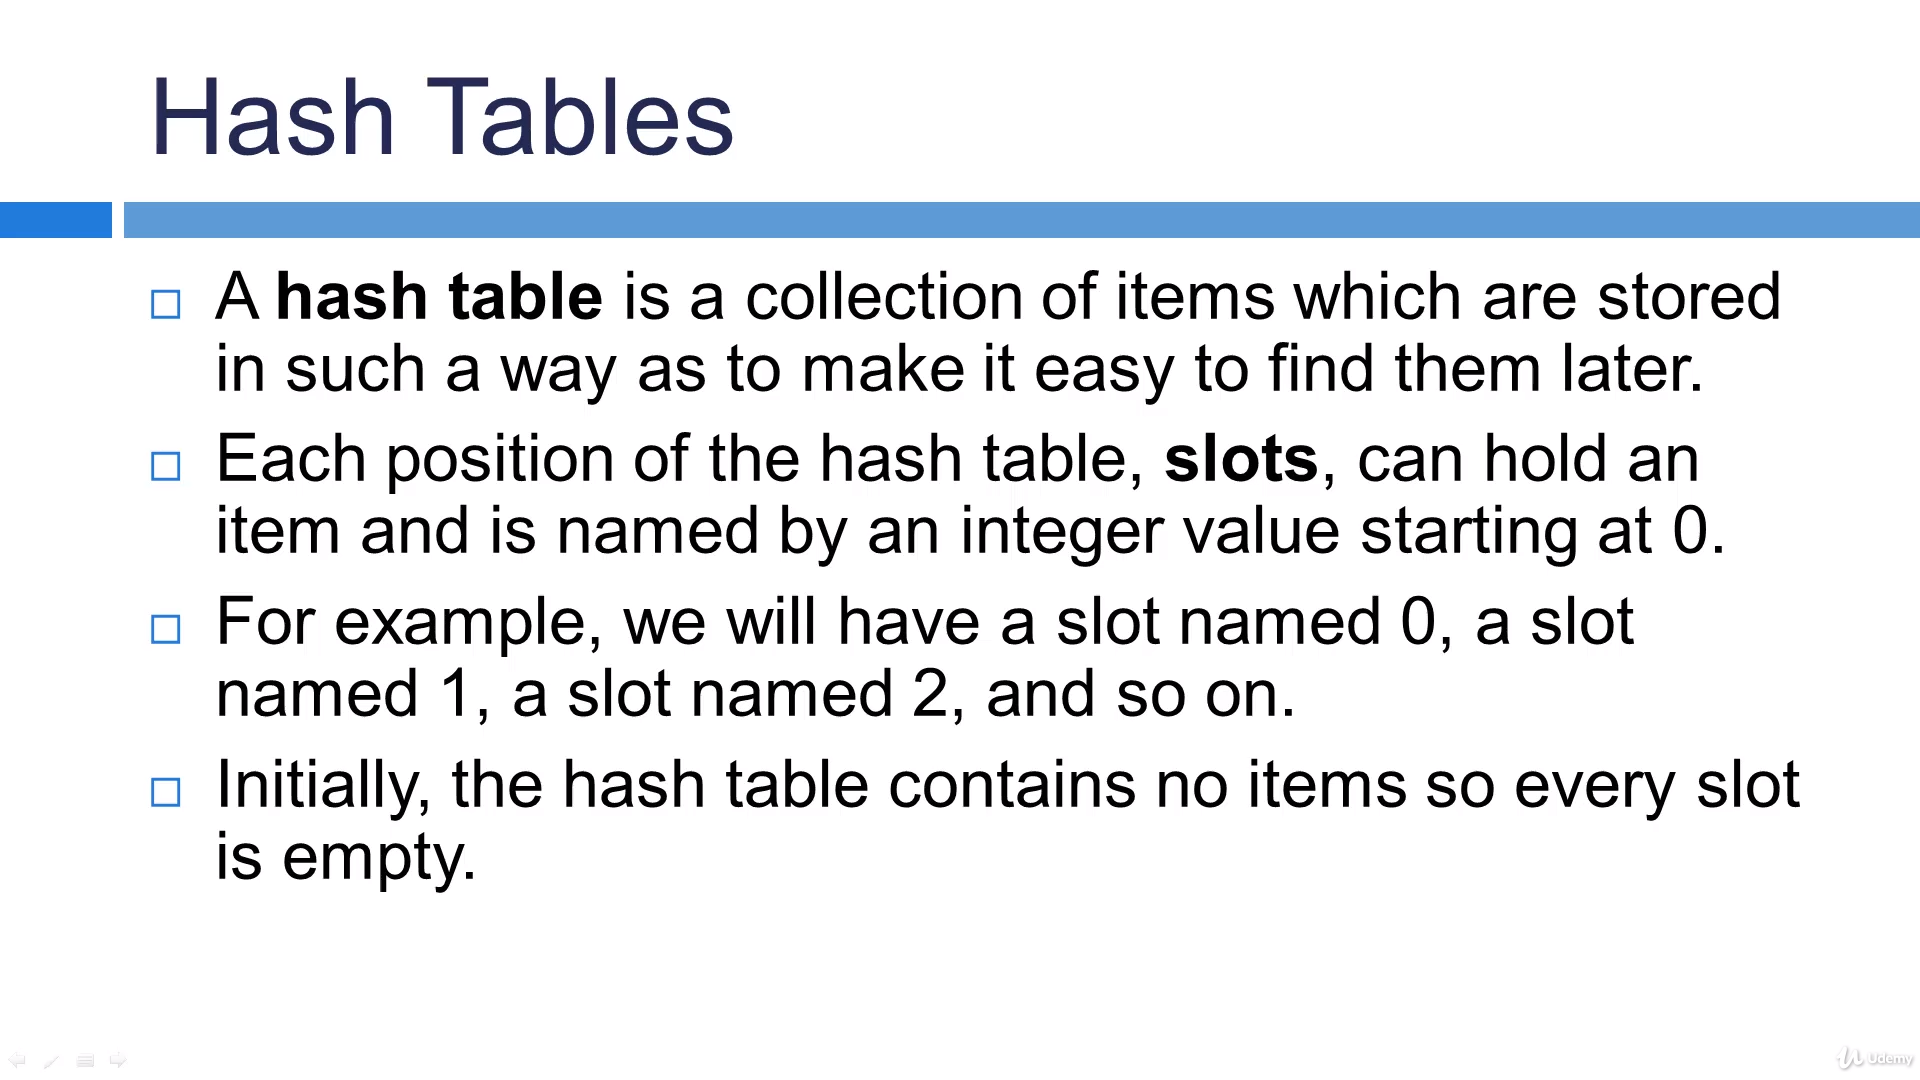 Hash Tables
A hash table is a collection of items which are stored
in such a way as to make it easy to find them later.
Each position of the hash table, slots, can hold an
item and is named by an integer value starting at 0.
For example, we will have a slot named 0, a slot
named 1, a slot named 2, and so on.
Initially, the hash table contains no items so every slot
is empty.
Udemy